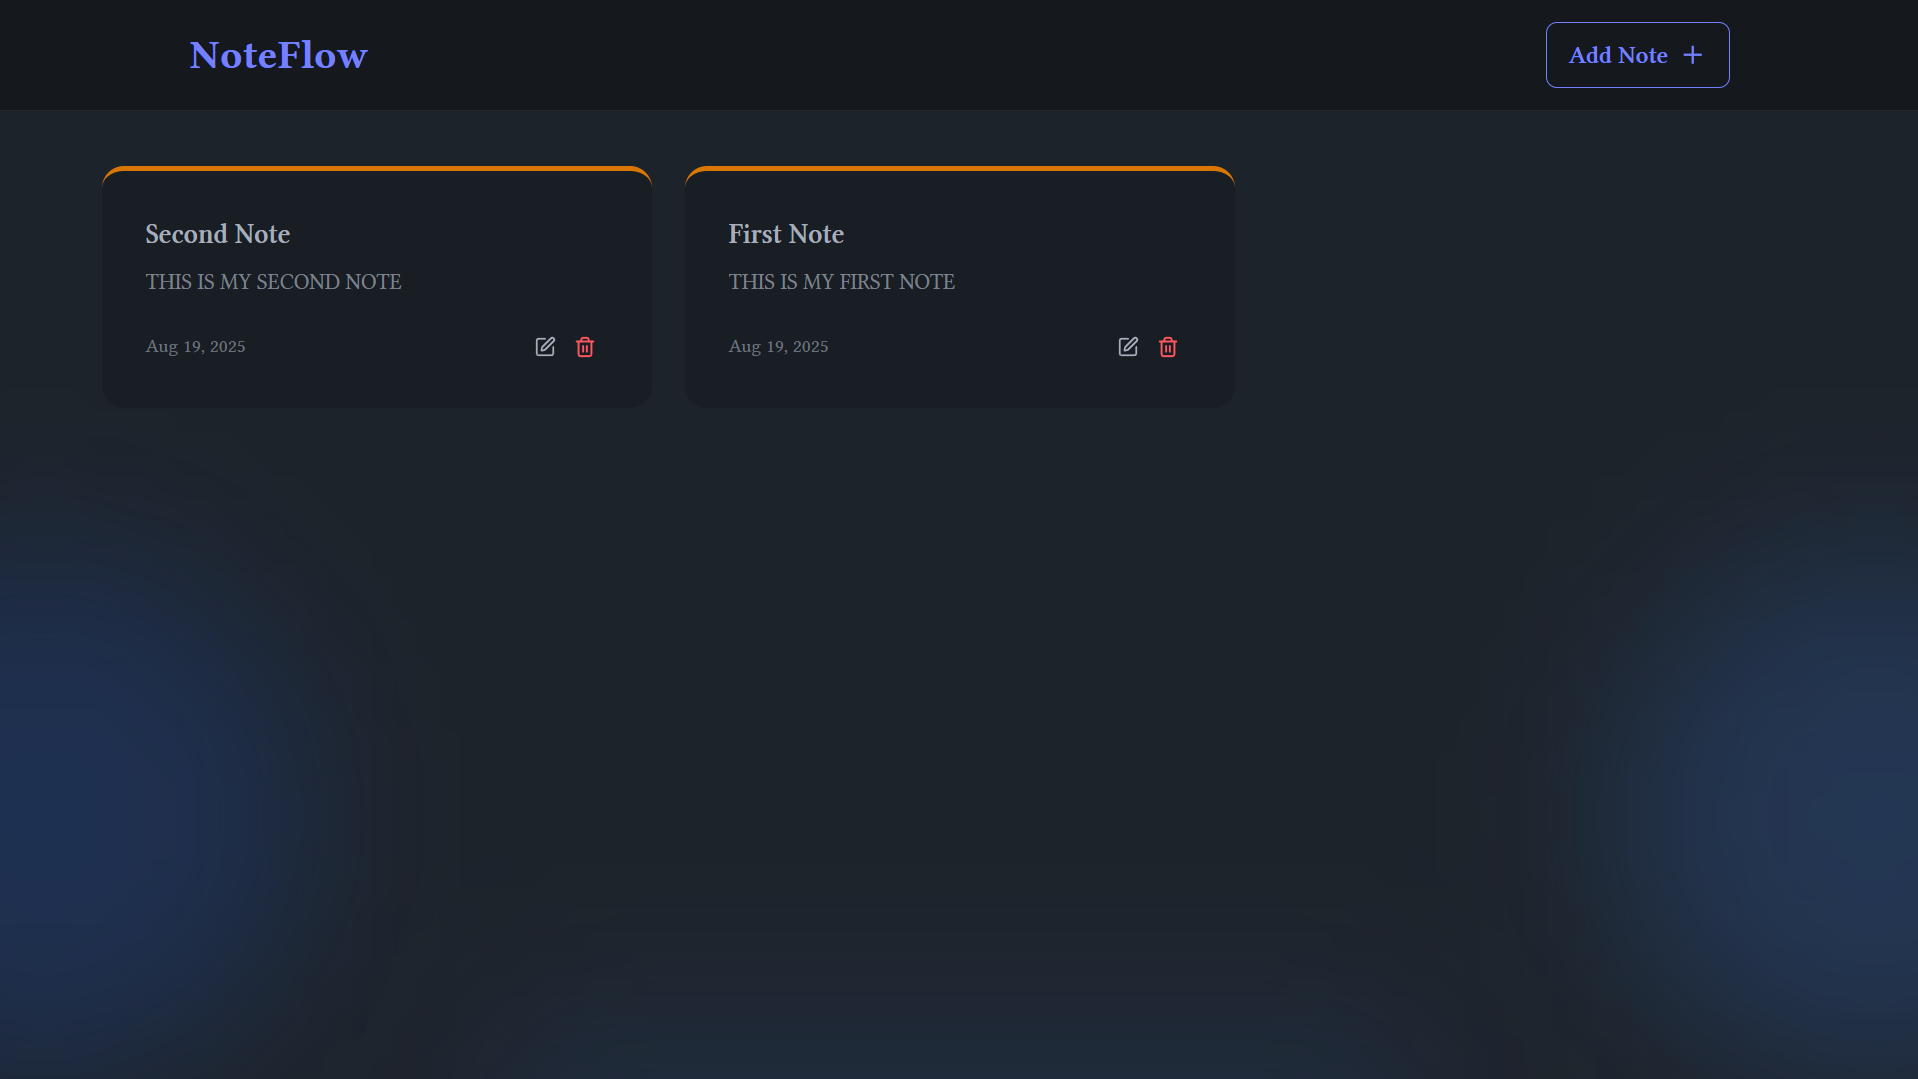 NoteFlow
Add Note
Second Note
THIS IS MY SECOND NOTE
Aug 19, 2025
First Note
THIS IS MY FIRST NOTE
Aug 19, 2025